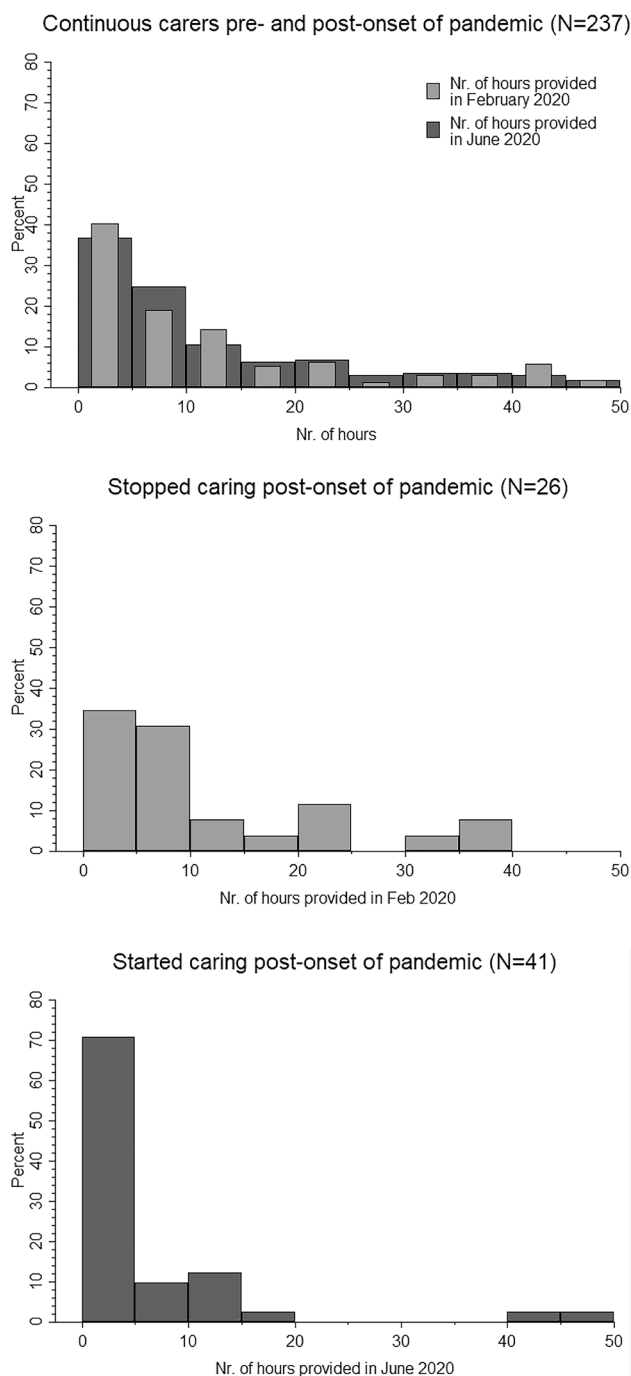 Continuous carers pre- and post-onset of pandemic (N=237)
Nr. of hours provided
in February 2020
Nr. of hours provided
in June 2020
Percent
80
70
60
50
40
30
20
10
0
0 10 20 30 40 50
Nr. of hours
Stopped caring post-onset of pandemic (N=26)
Percent
80
70
60
50
40
30
20
10
0
0 10 20 30 40 50
Nr. of hours provided in Feb 2020
Started caring post-onset of pandemic (N=41)
Percent
80
70
60
50
40
30
20
10
0
0 10 20 30 40 50
Nr. of hours provided in June 2020